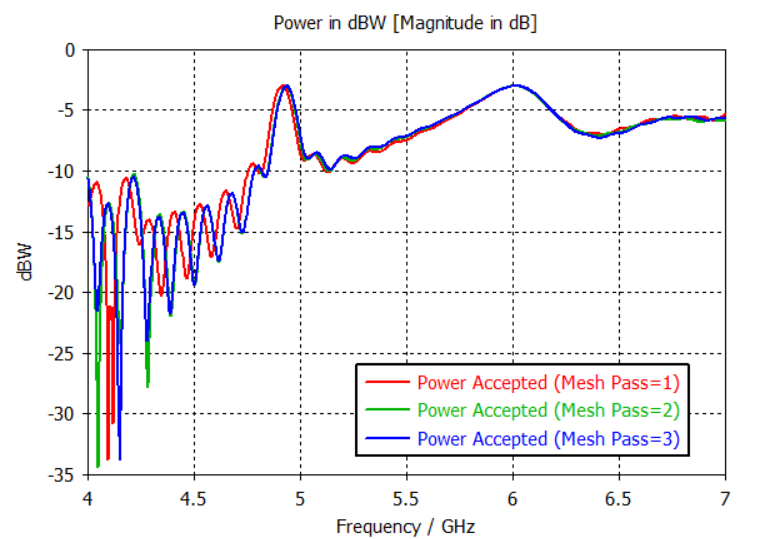 Power in dBW [Magnitude in dB]
0
-5
-10
-15
-20
-25
-30
-35
dBW
Power Accepted (Mesh Pass=1)
Power Accepted (Mesh Pass=2)
Power Accepted (Mesh Pass=3)
4
4.5
5
5.5
6
6.5
7
Frequency / GHz